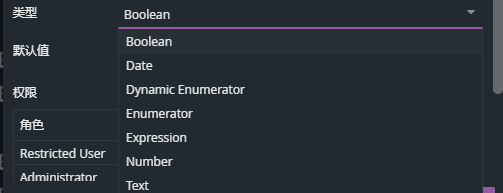 类型
Boolean
Boolean
默认值
Date
Dynamic Enumerator
权限
Enumerator
角色
Expression
Restricted User
Number
Administrator
Text